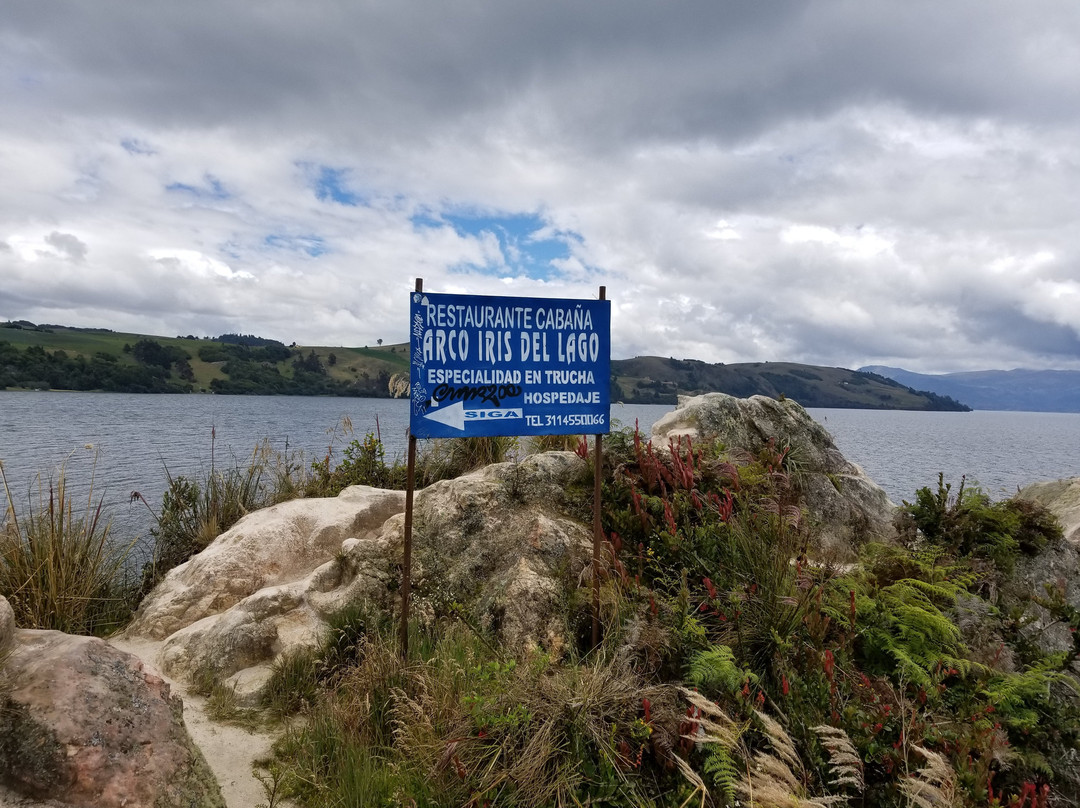 RESTAURANTE CABAÑA
ARCO IRIS DEL LAGO
ESPECIALIDAD EN TRUCHA
HOSPEDAJE
SIGA
TEL 3114550066